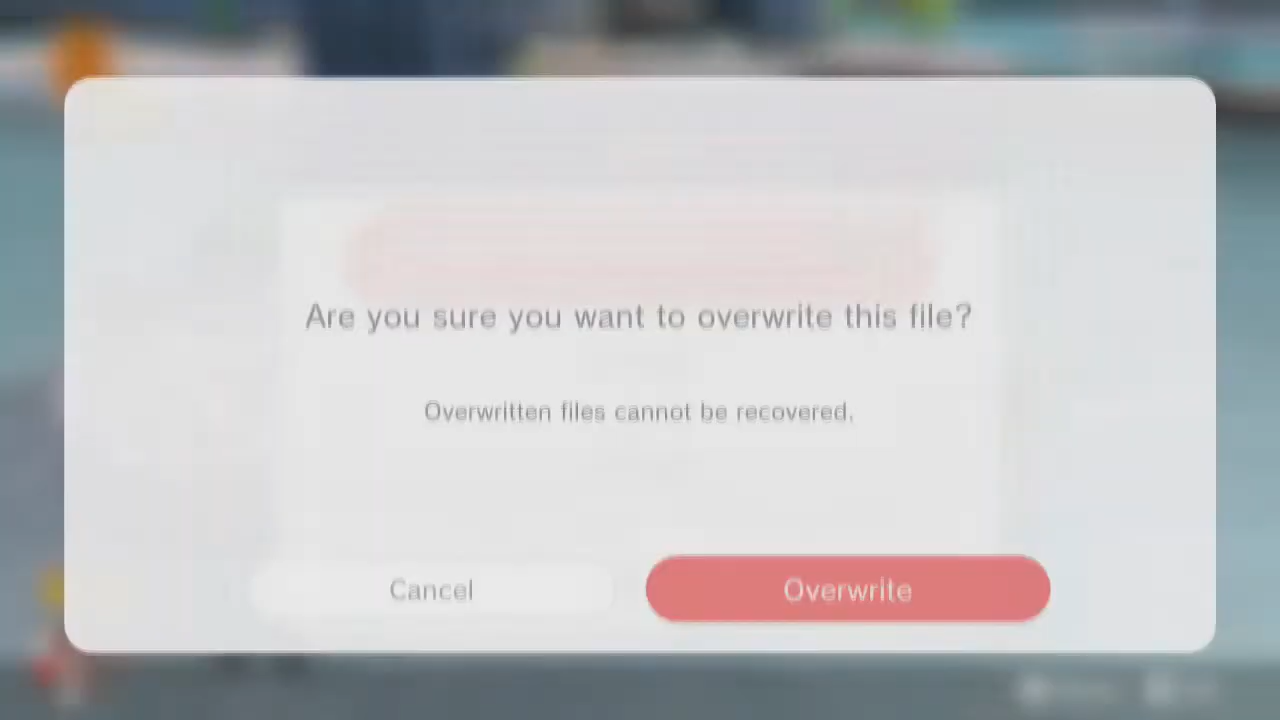 Are you sure you want to overwrite this file?
Overwritten files cannot be recovered.
Cancel
Overwrite